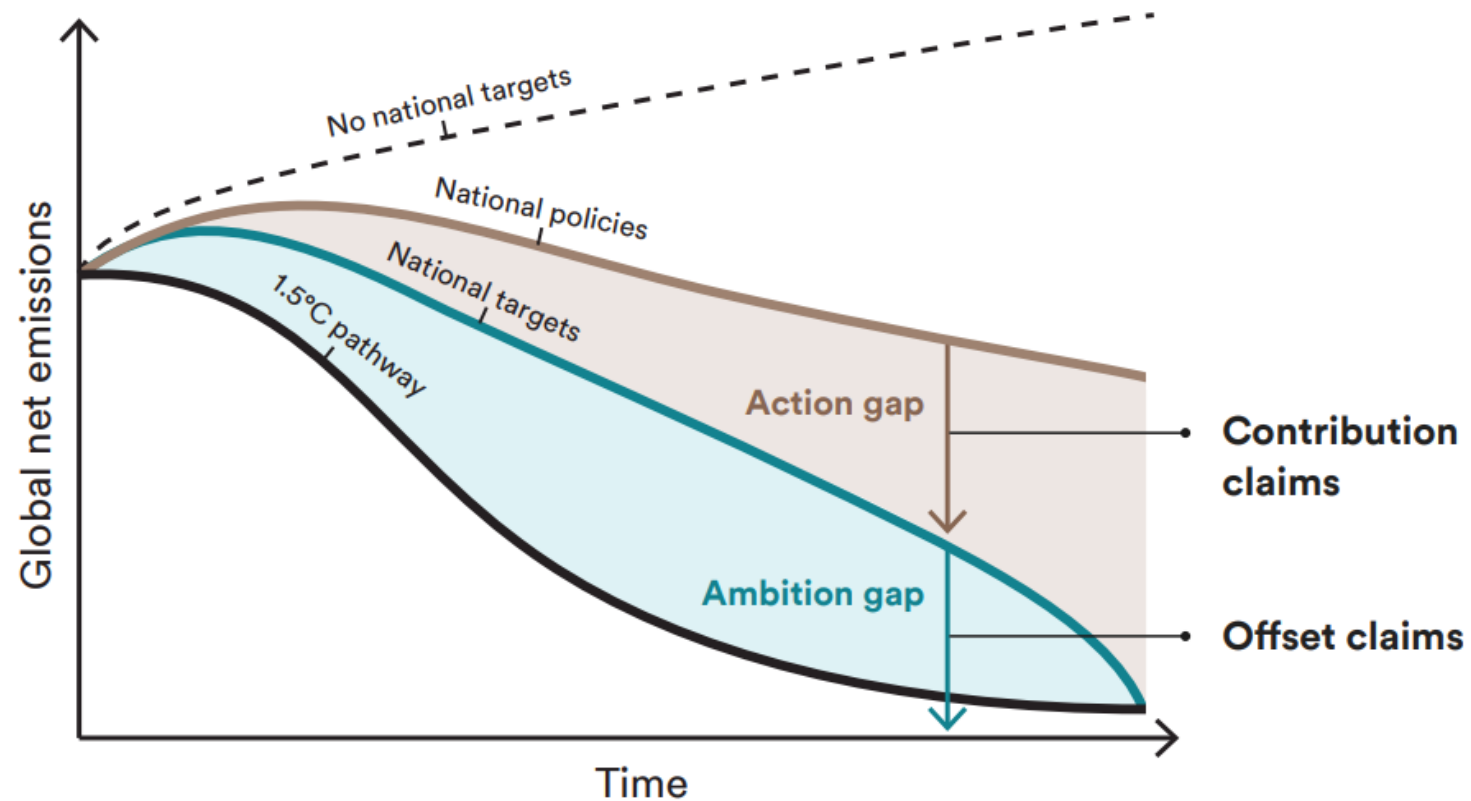 No national targets
National policies
National targets
1.5°C pathway
Global net emissions
Action gap
Contribution
claims
Ambition gap
Offset claims
Time